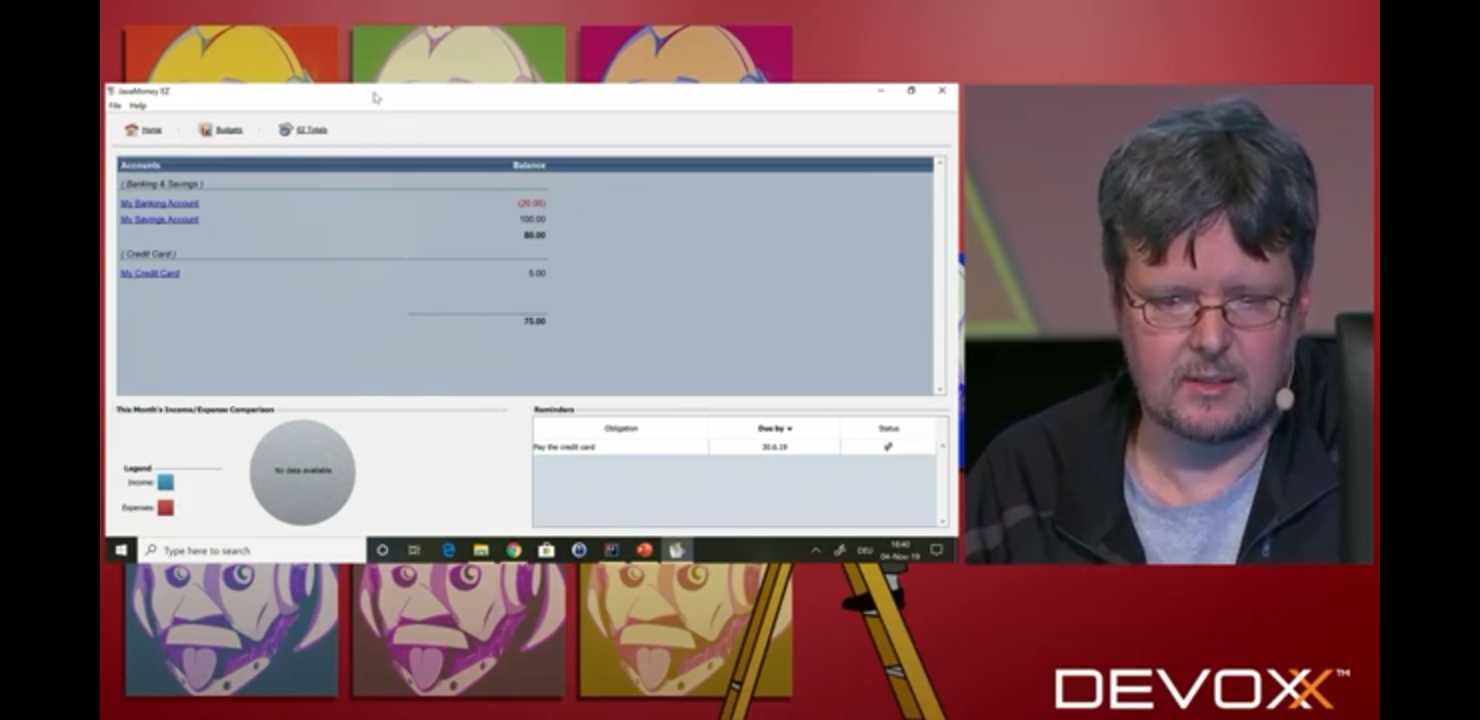 JavaMoney EZ
File Help
Home Budgets EZ Totals
Accounts Balance
( Banking & Savings )
My Banking Account (20.00)
My Savings Account 100.00
80.00
( Credit Card )
My Credit Card 5.00
75.00
This Month's Income/Expense Comparison
Legend
Income:
Expenses:
No data available
Reminders
Obligation Due by Status
Pay the credit card 30.6.19
Type here to search
DEU
16:40
04-Nov-19
DEVOXX™